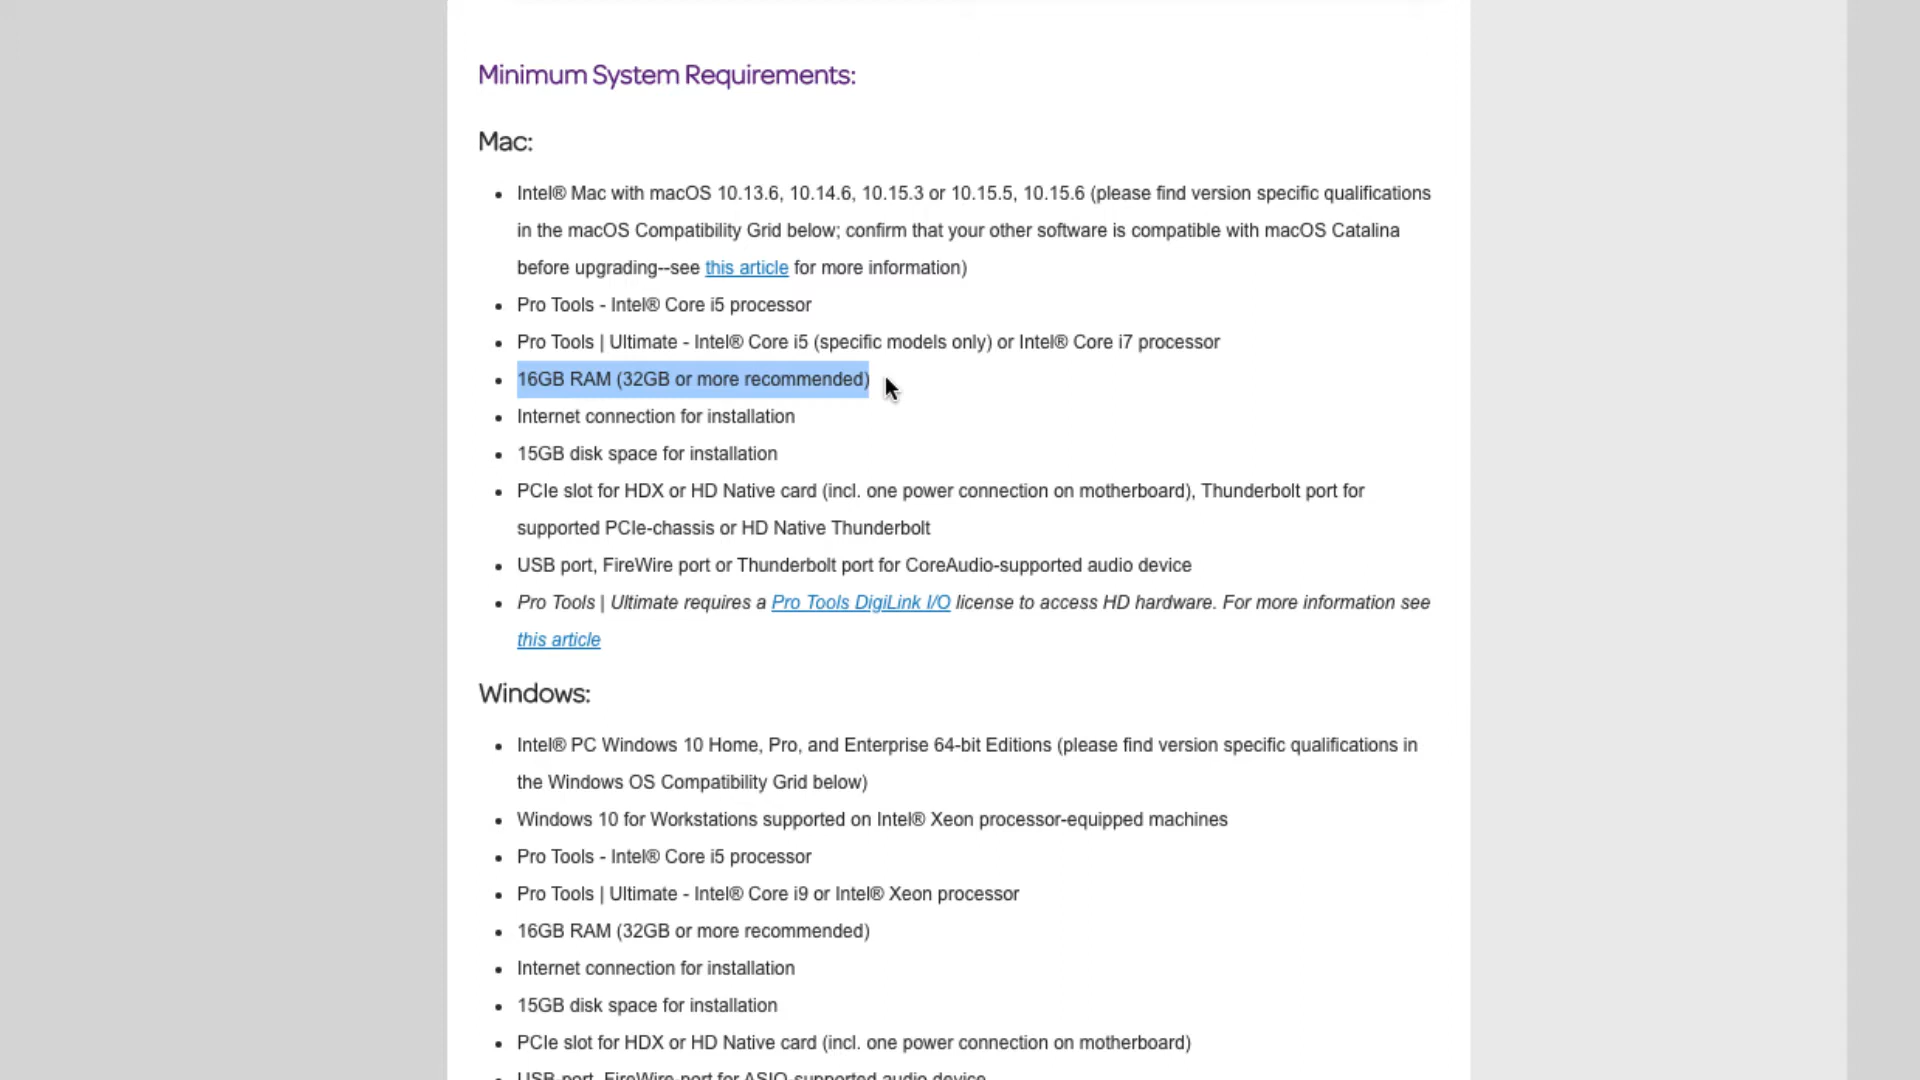 Minimum System Requirements:
Mac:
Intel® Mac with macOS 10.13.6, 10.14.6, 10.15.3 or 10.15.5, 10.15.6 (please find version specific qualifications
in the macOS Compatibility Grid below; confirm that your other software is compatible with macOS Catalina
before upgrading--see this article for more information)
Pro Tools - Intel® Core i5 processor
Pro Tools | Ultimate - Intel® Core i5 (specific models only) or Intel® Core i7 processor
16GB RAM (32GB or more recommended)
Internet connection for installation
15GB disk space for installation
PCIe slot for HDX or HD Native card (incl. one power connection on motherboard), Thunderbolt port for
supported PCIe-chassis or HD Native Thunderbolt
USB port, FireWire port or Thunderbolt port for CoreAudio-supported audio device
Pro Tools | Ultimate requires a Pro Tools DigiLink I/O license to access HD hardware. For more information see
this article
Windows:
Intel® PC Windows 10 Home, Pro, and Enterprise 64-bit Editions (please find version specific qualifications in
the Windows OS Compatibility Grid below)
Windows 10 for Workstations supported on Intel® Xeon processor-equipped machines
Pro Tools - Intel® Core i5 processor
Pro Tools | Ultimate - Intel® Core i9 or Intel® Xeon processor
16GB RAM (32GB or more recommended)
Internet connection for installation
15GB disk space for installation
PCIe slot for HDX or HD Native card (incl. one power connection on motherboard)
USB port, FireWire port for ASIO-supported audio device